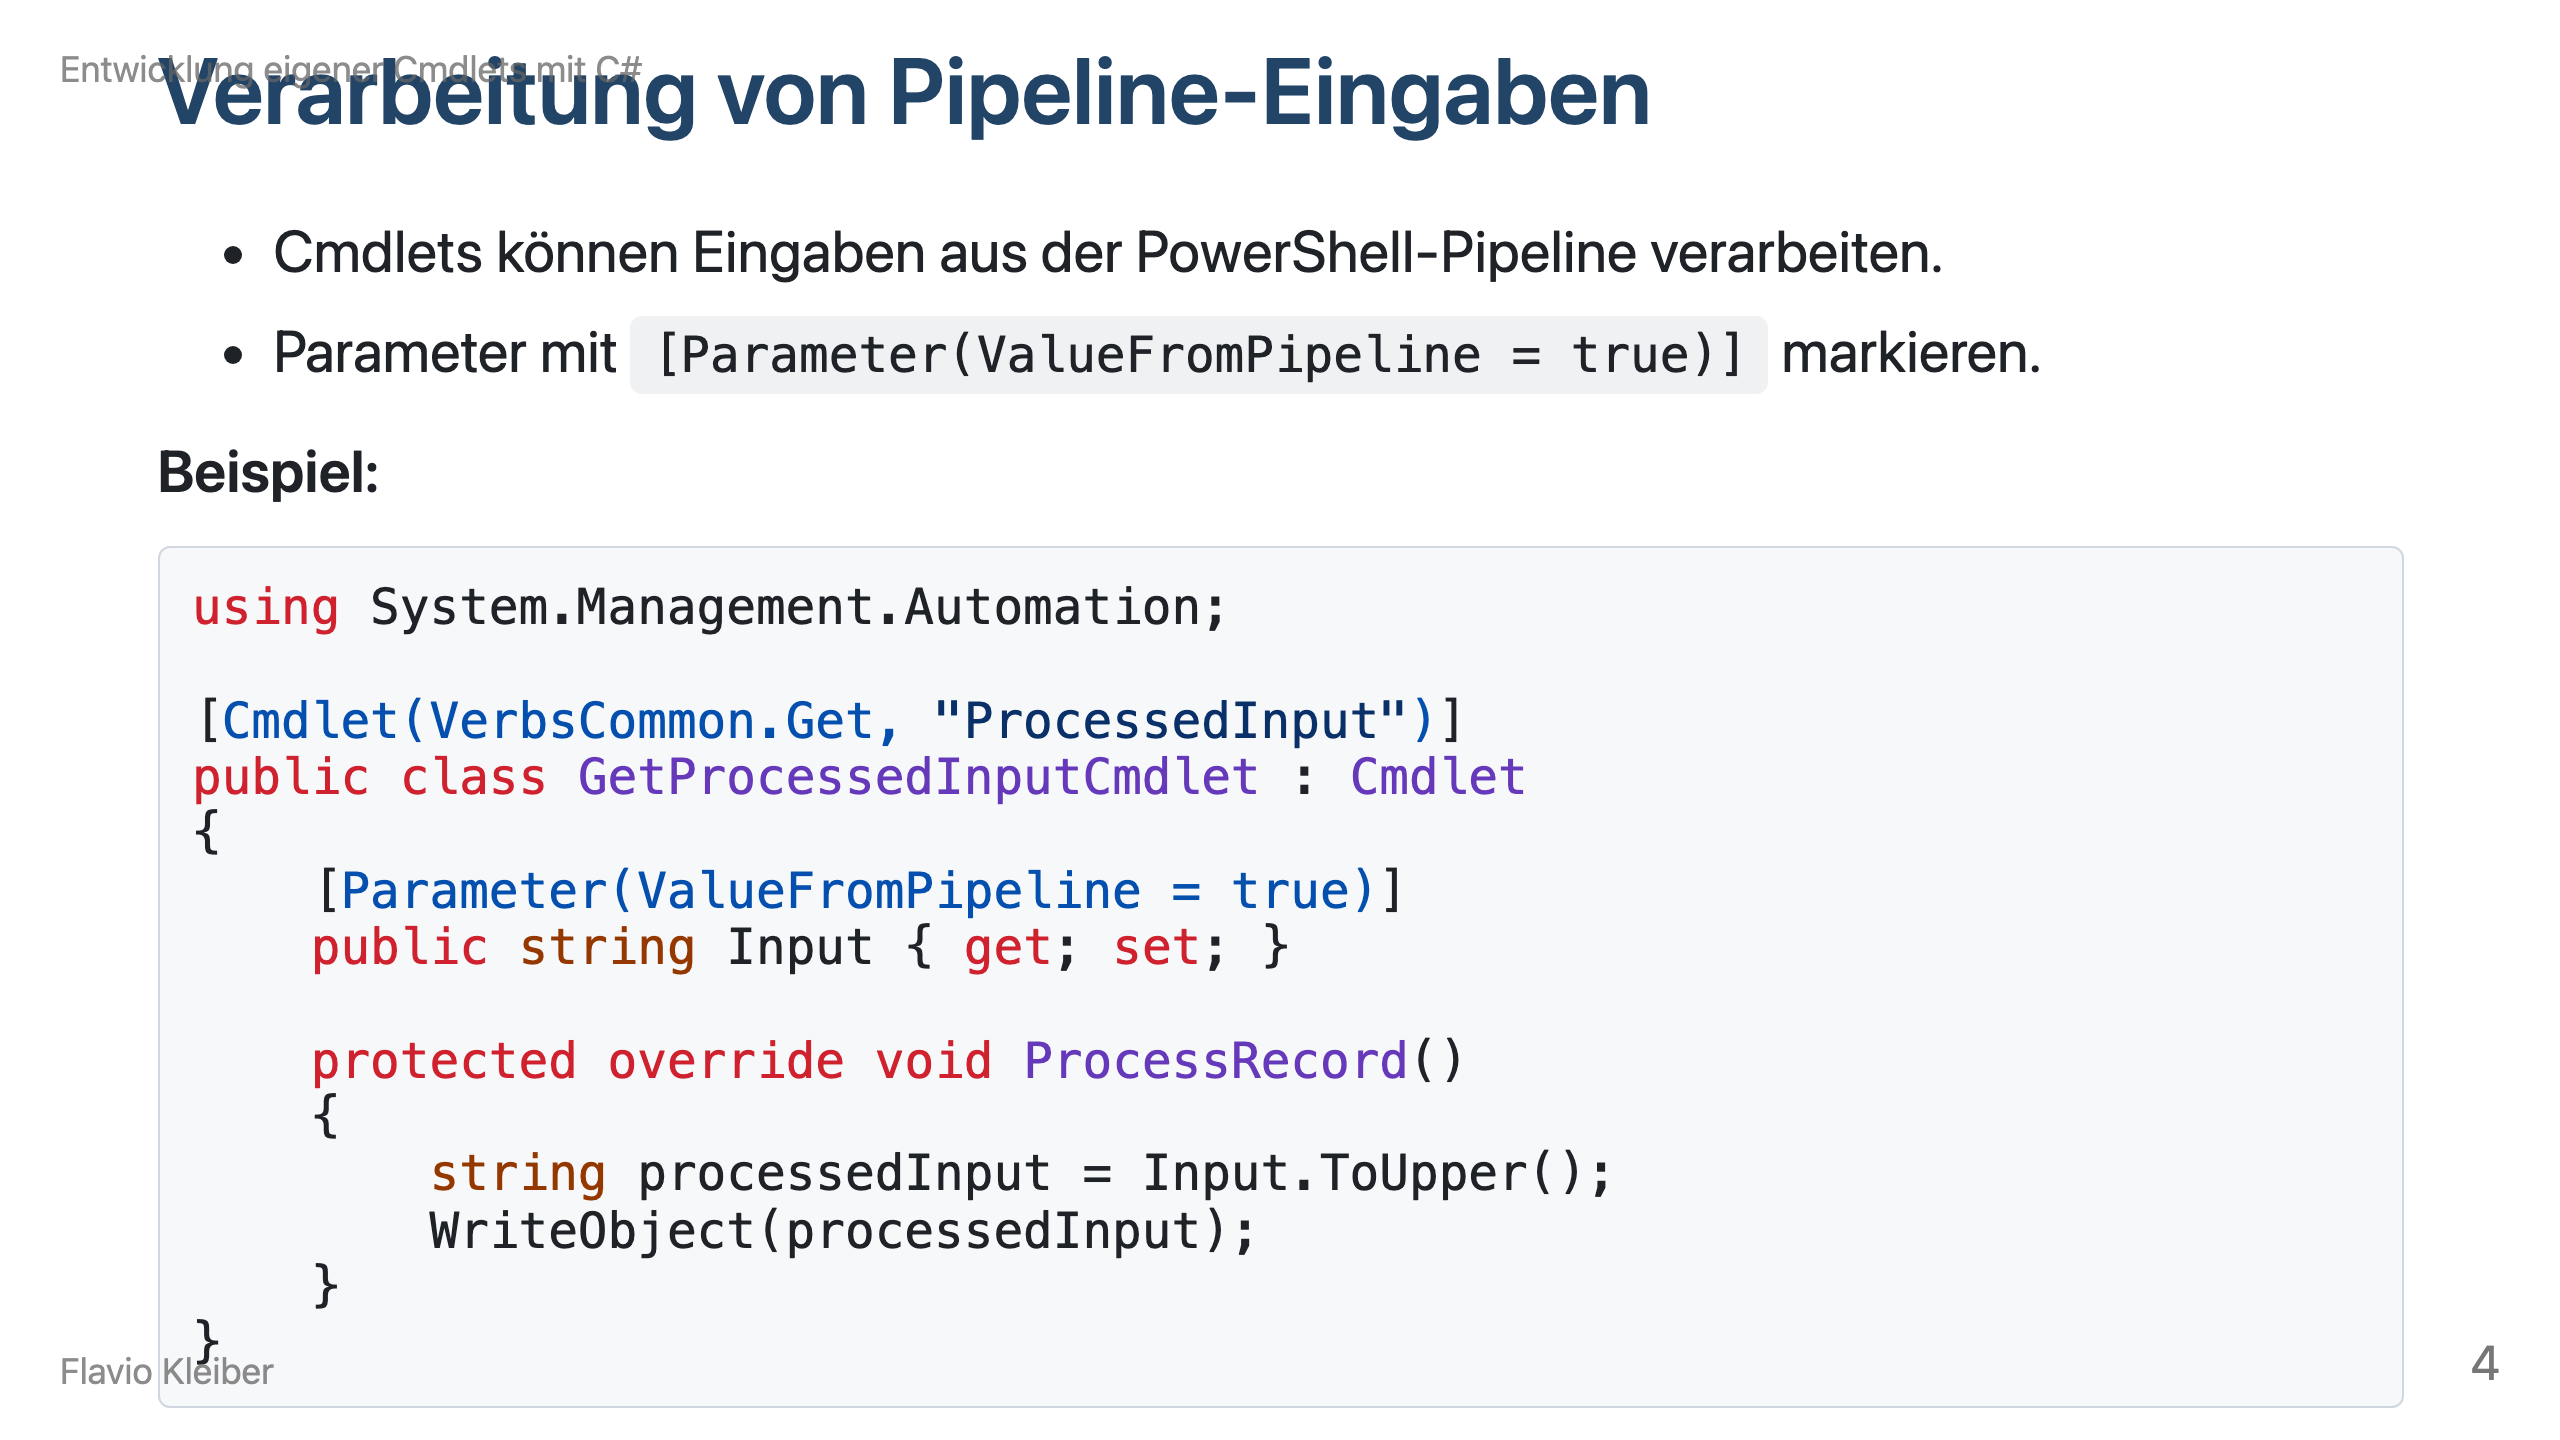 Entwicklung eigener Cmdlets mit C#
Verarbeitung von Pipeline-Eingaben
• Cmdlets können Eingaben aus der PowerShell-Pipeline verarbeiten.
• Parameter mit [Parameter(ValueFromPipeline = true)] markieren.
Beispiel:
using System.Management.Automation;
[Cmdlet(VerbsCommon.Get, "ProcessedInput")]
public class GetProcessedInputCmdlet : Cmdlet
{
    [Parameter(ValueFromPipeline = true)]
    public string Input { get; set; }
    protected override void ProcessRecord()
    {
        string processedInput = Input.ToUpper();
        WriteObject(processedInput);
    }
}
Flavio Kleiber
4